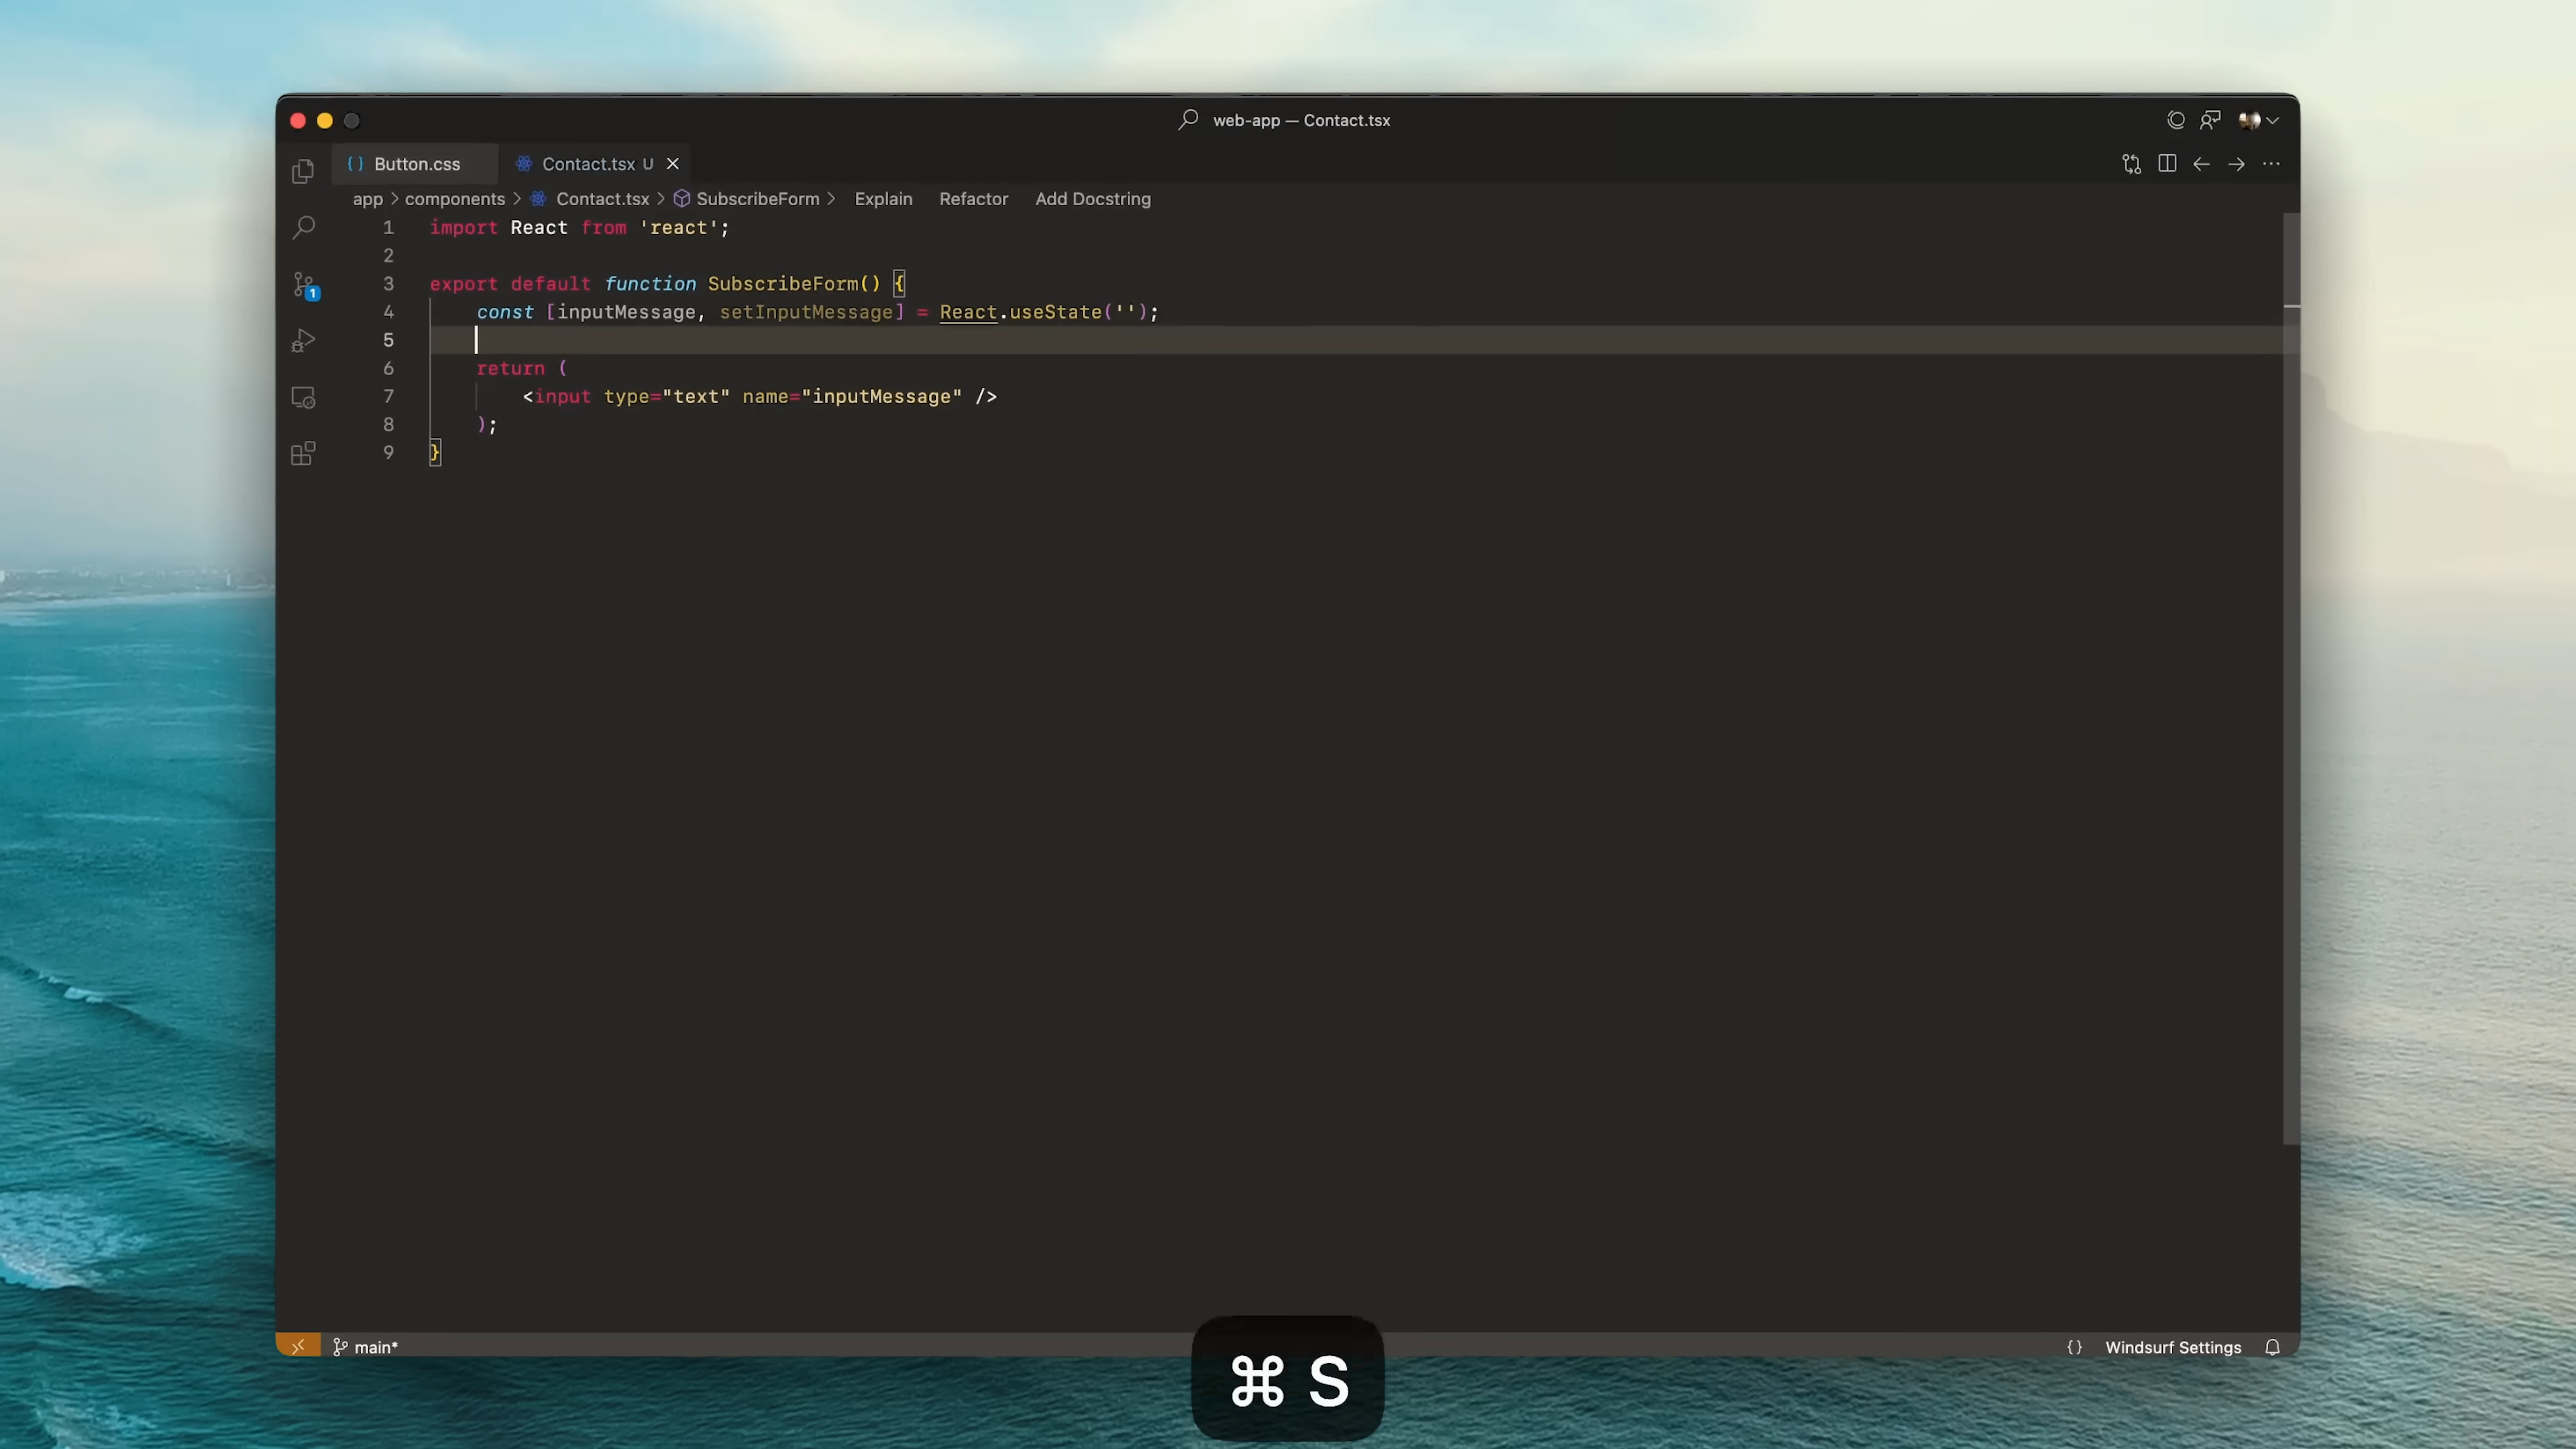 web-app — Contact.tsx
Button.css
Contact.tsx U
app > components > Contact.tsx > SubscribeForm > Explain Refactor Add Docstring
1 import React from 'react';
2
3 export default function SubscribeForm() {
4 const [inputMessage, setInputMessage] = React.useState('');
5
6 return (
7 <input type="text" name="inputMessage" />
8 );
9 }
1
main*
{} Windsurf Settings
⌘ S